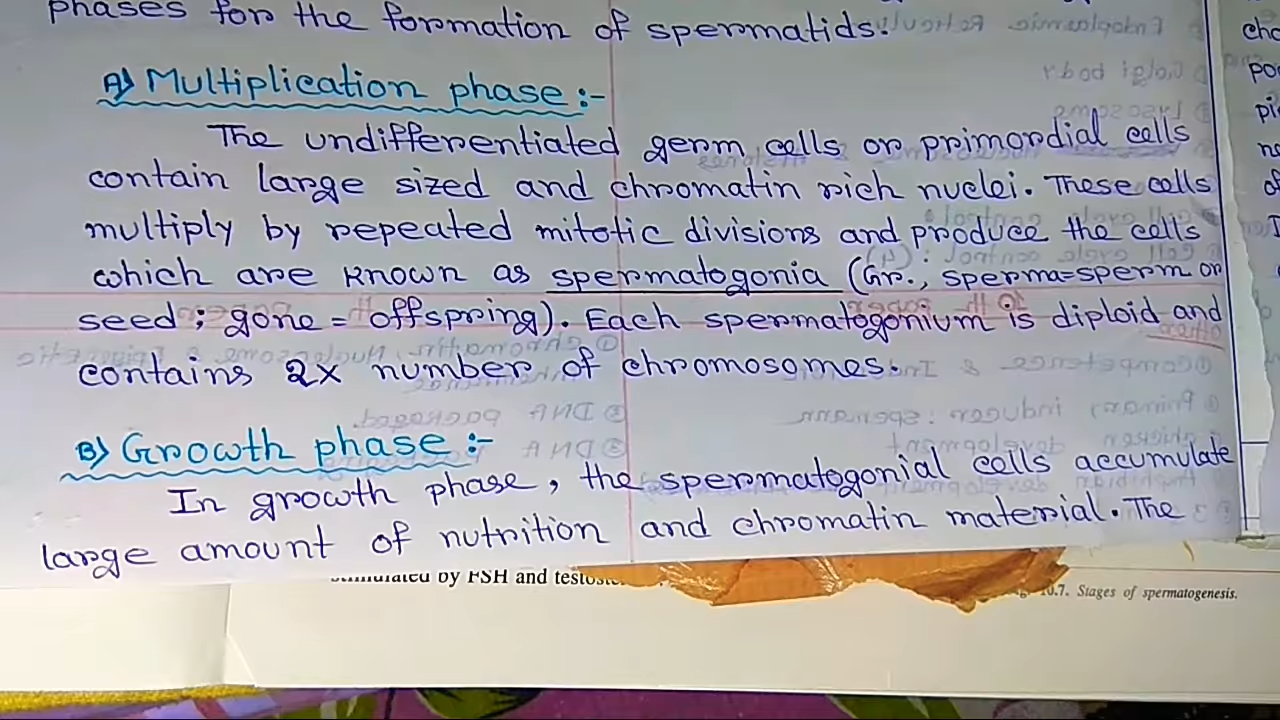 phases for the formation of spermatids.
A) Multiplication phase :-
The undifferentiated germ cells or primordial cells
contain large sized and chromatin rich nuclei. These cells
multiply by repeated mitotic divisions and produce the cells
which are known as spermatogonia (Gr., sperma=sperm or
seed; gone = offspring). Each spermatogonium is diploid and
contains 2x number of chromosomes.
B) Growth phase :-
In growth phase, the spermatogonial cells accumulate
large amount of nutrition and chromatin material. The
by FSH and
10.7. Stages of spermatogenesis.